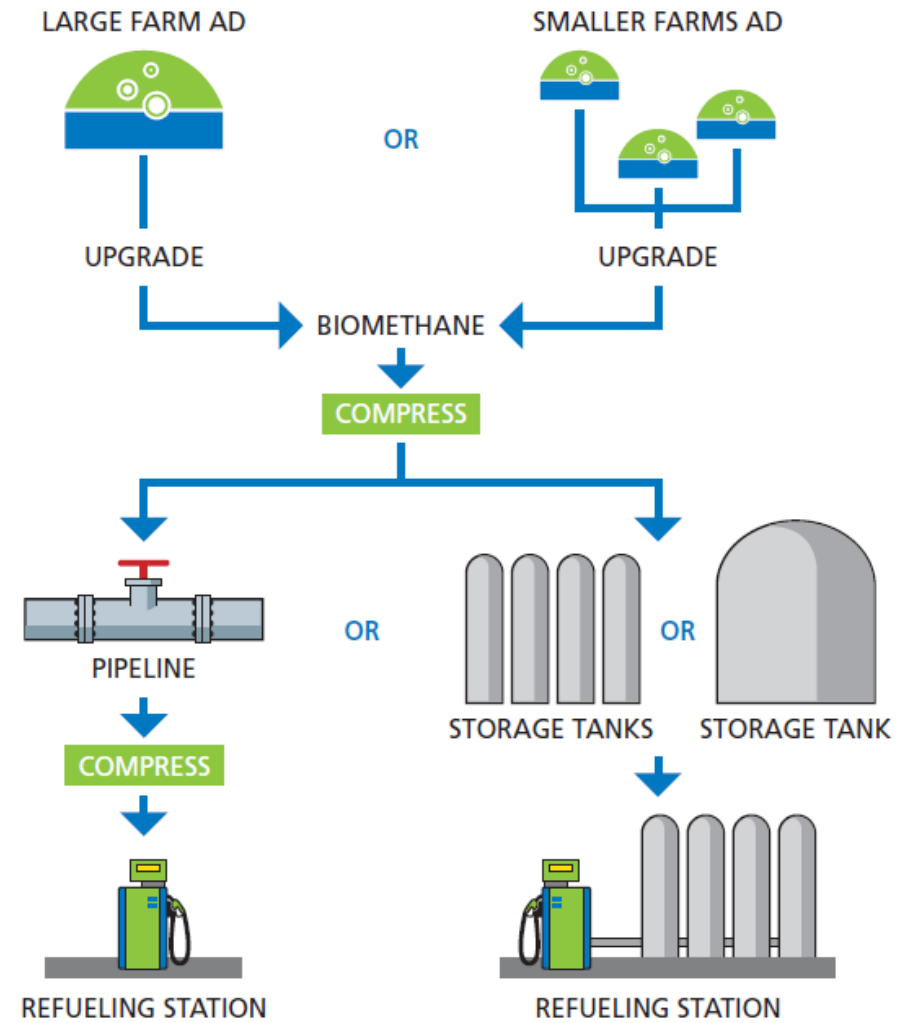 LARGE FARM AD
SMALLER FARMS AD
OR
UPGRADE
UPGRADE
BIOMETHANE
COMPRESS
OR
OR
PIPELINE
STORAGE TANKS
STORAGE TANK
COMPRESS
REFUELING STATION
REFUELING STATION